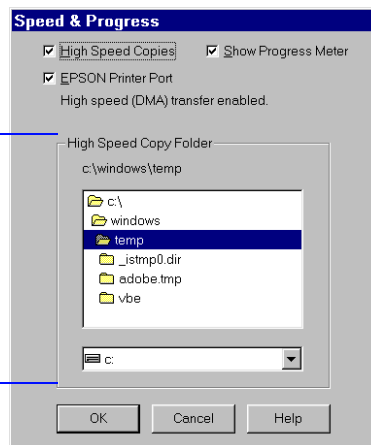 Speed & Progress
High Speed Copies Show Progress Meter
EPSON Printer Port
High speed (DMA) transfer enabled.
High Speed Copy Folder
c:\windows\temp
c:\
windows
temp
_istmp0.dir
adobe.tmp
vbe
c:
OK Cancel Help